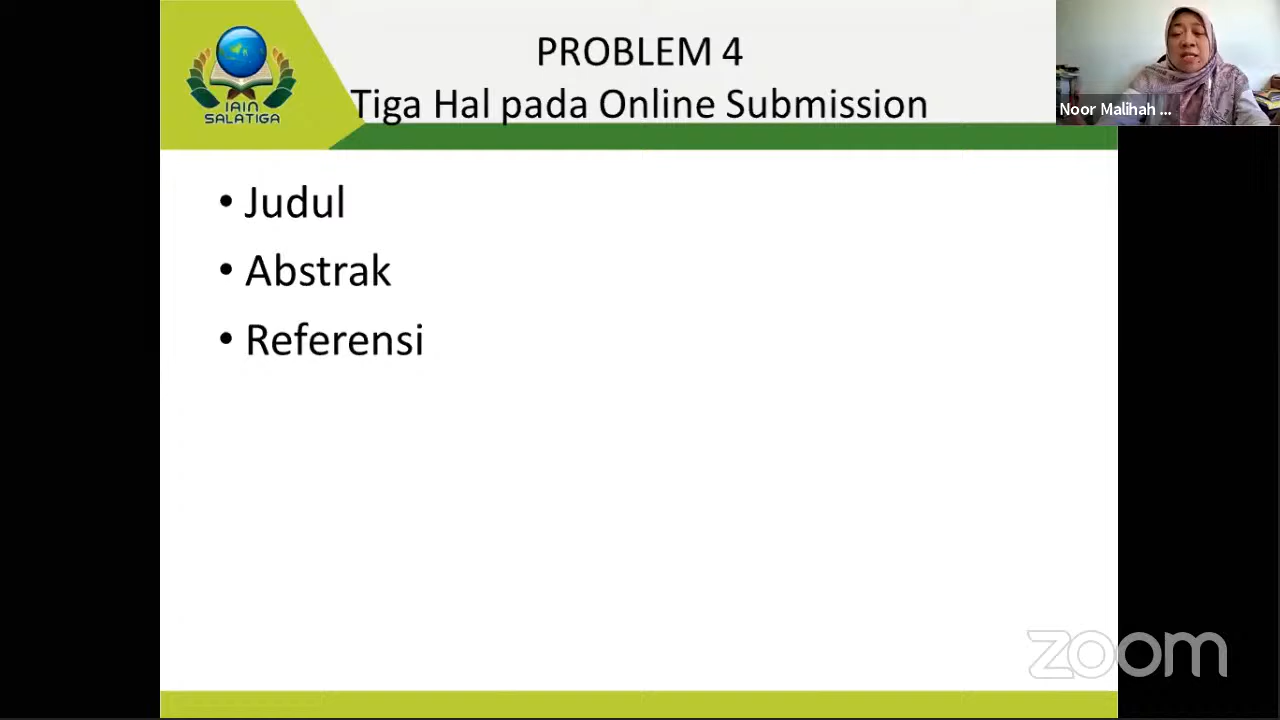 IAIN
SALATIGA
PROBLEM 4
Tiga Hal pada Online Submission
Noor Malihah ...
• Judul
• Abstrak
• Referensi
zoom